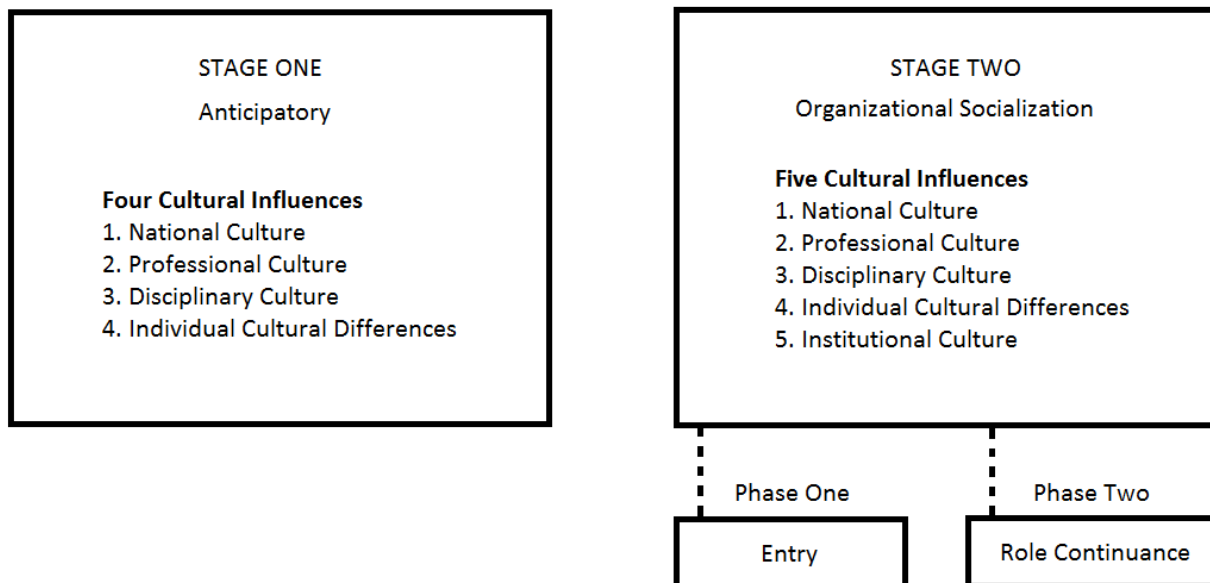 STAGE ONE
Anticipatory
Four Cultural Influences
1. National Culture
2. Professional Culture
3. Disciplinary Culture
4. Individual Cultural Differences
STAGE TWO
Organizational Socialization
Five Cultural Influences
1. National Culture
2. Professional Culture
3. Disciplinary Culture
4. Individual Cultural Differences
5. Institutional Culture
Phase One
Entry
Phase Two
Role Continuance